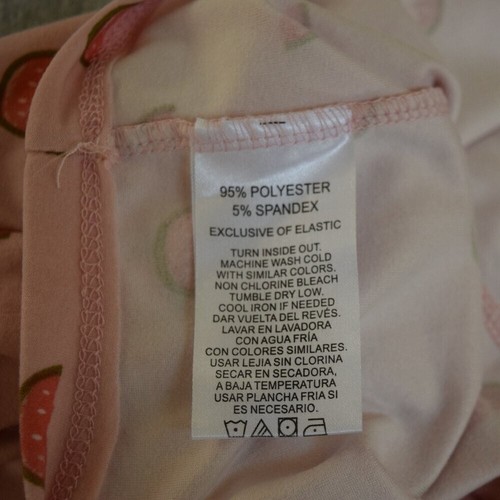 95% POLYESTER
5% SPANDEX
EXCLUSIVE OF ELASTIC
TURN INSIDE OUT.
MACHINE WASH COLD
WITH SIMILAR COLORS.
NON CHLORINE BLEACH
TUMBLE DRY LOW.
COOL IRON IF NEEDED
DAR VUELTA DEL REVÉS.
LAVAR EN LAVADORA
CON AGUA FRÍA
CON COLORES SIMILARES.
USAR LEJIA SIN CLORINA
SECAR EN SECADORA,
A BAJA TEMPERATURA
USAR PLANCHA FRIA SI
ES NECESARIO.